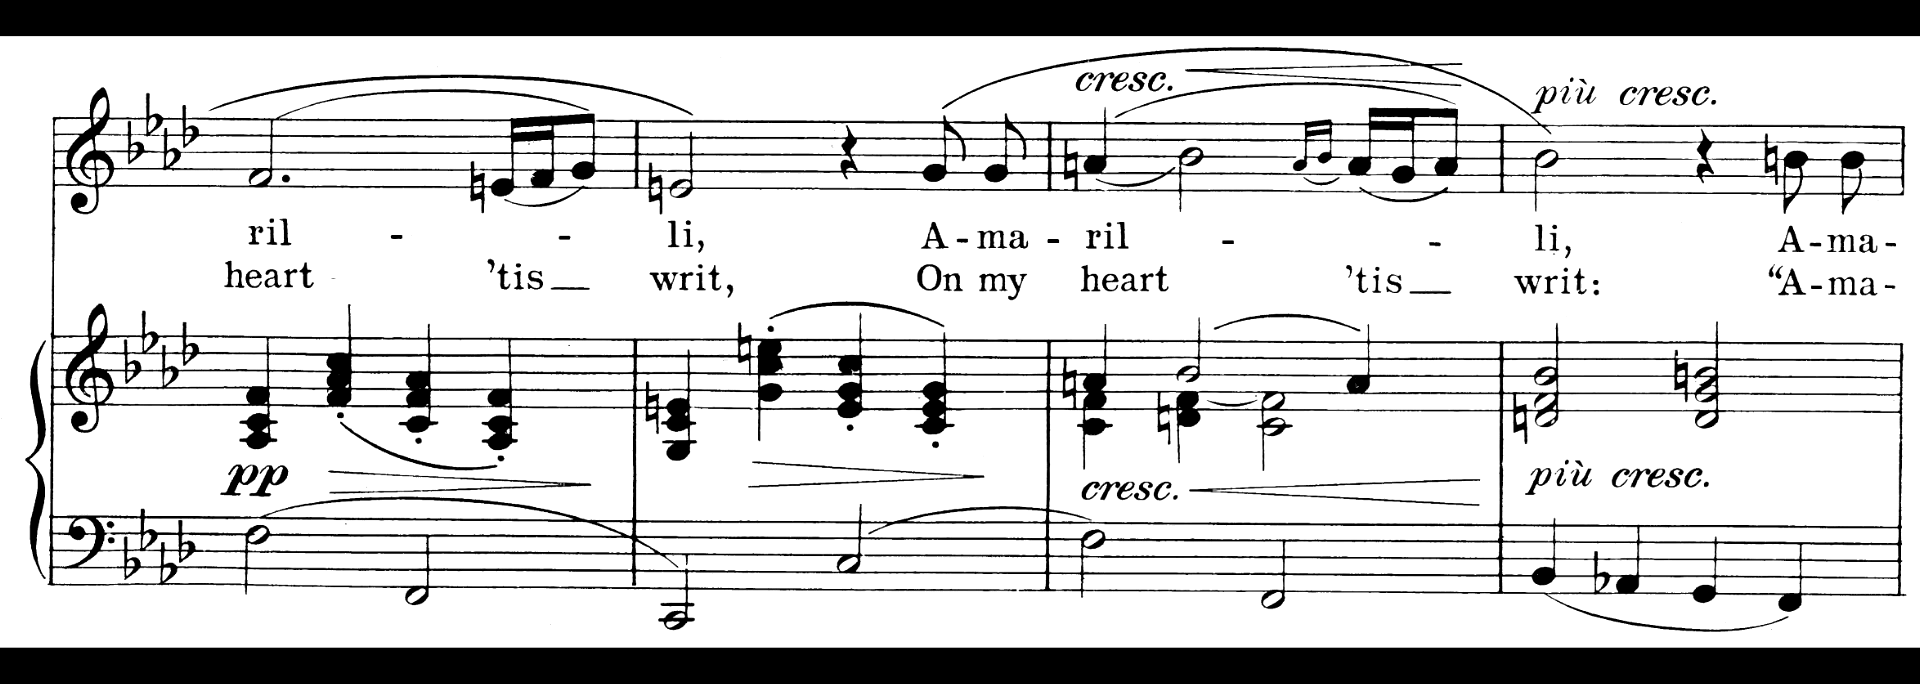 cresc. più cresc.
ril - - li, A - ma - ril - - li, A - ma -
heart 'tis writ, On my heart 'tis writ: “A - ma -
pp cresc. più cresc.